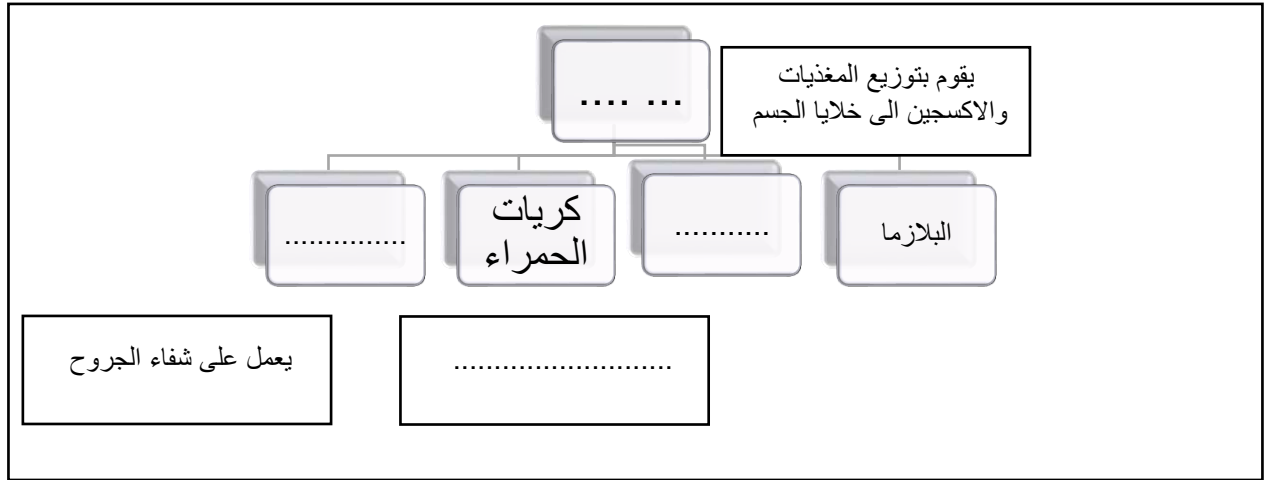 .... ...
يقوم بتوزيع المغذيات
والاكسجين الى خلايا الجسم
البلازما
...........
كريات
الحمراء
...............
...........................
يعمل على شفاء الجروح